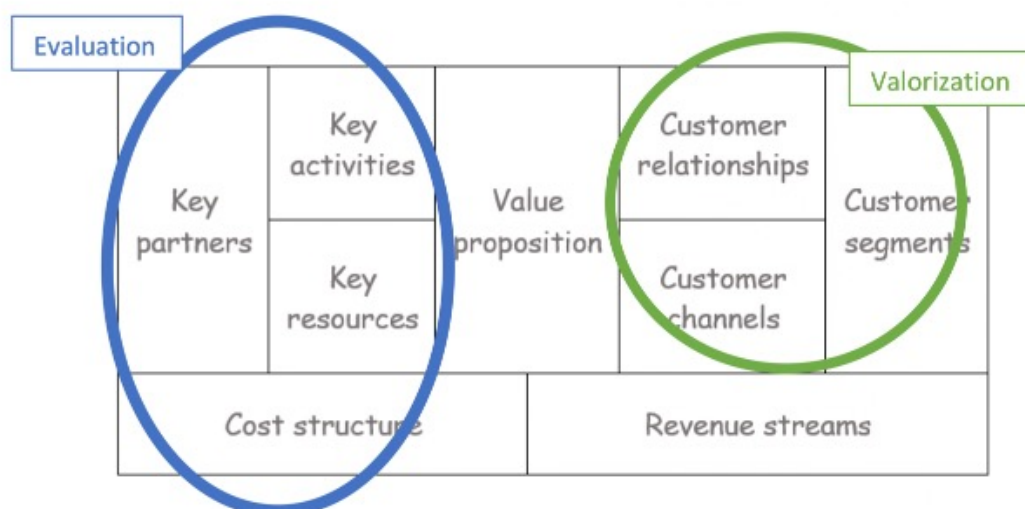 Evaluation
Valorization
Key
partners
Key
activities
Key
resources
Value
proposition
Customer
relationships
Customer
channels
Customer
segments
Cost structure
Revenue streams